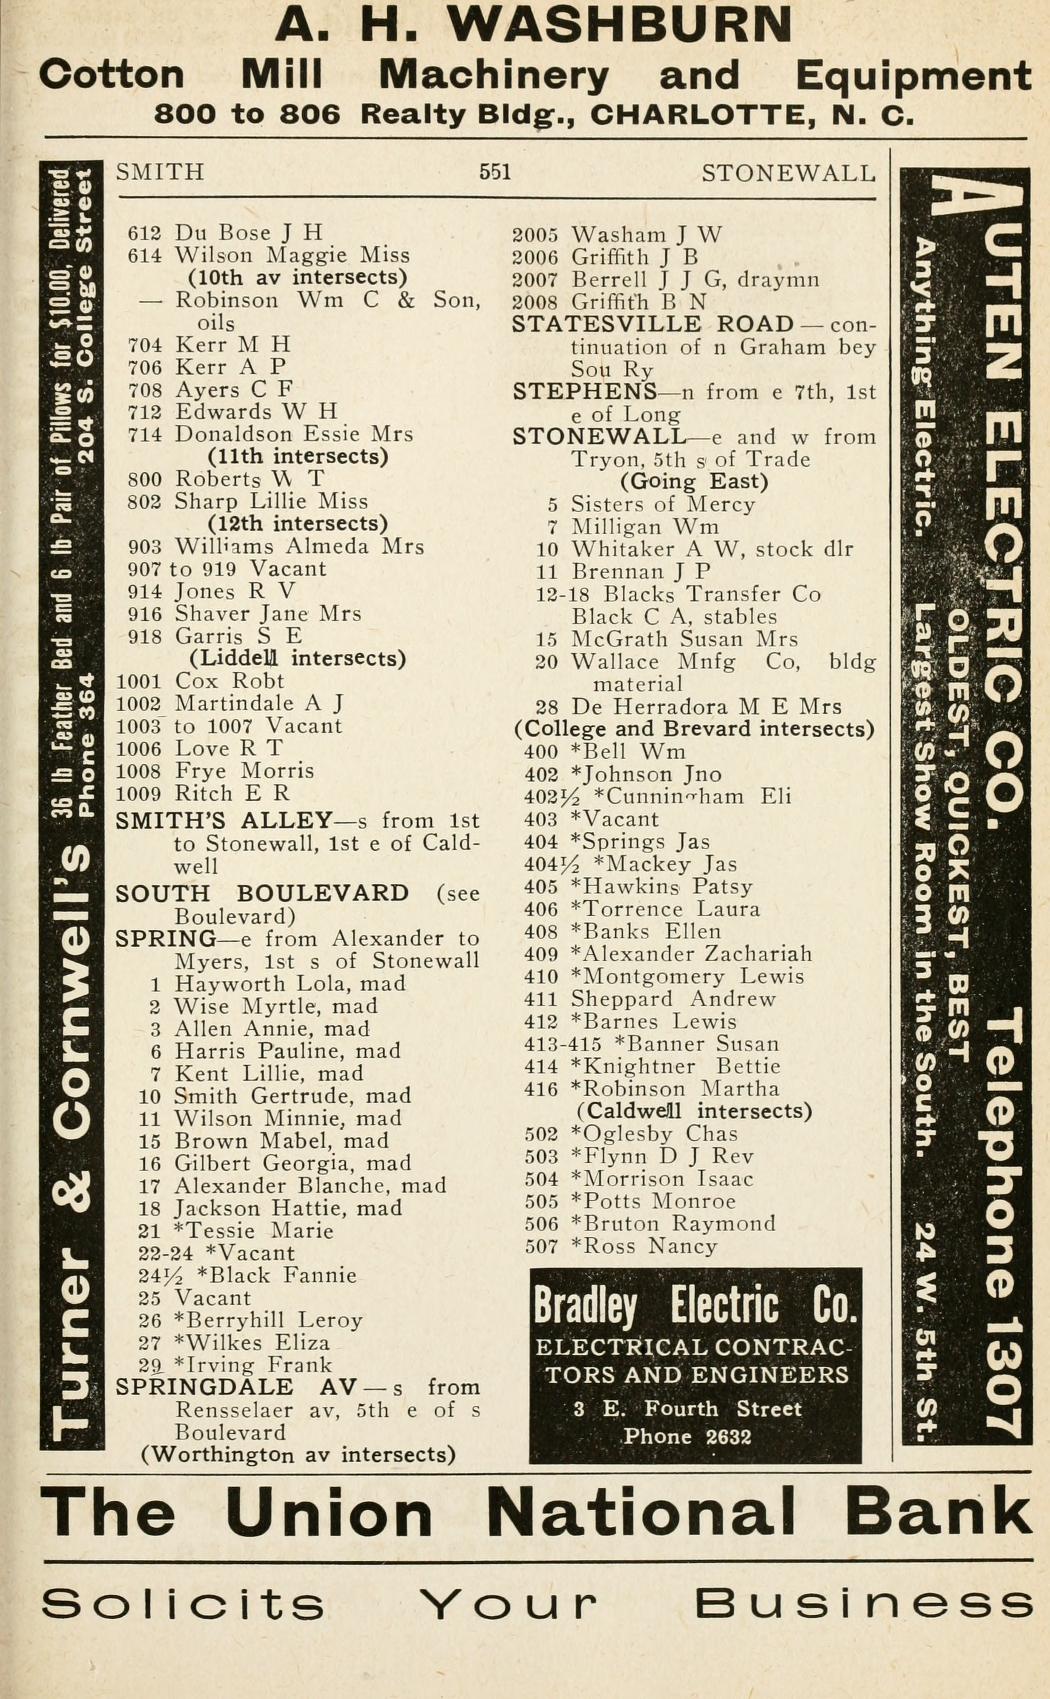 A. H. WASHBURN
Cotton Mill Machinery and Equipment
800 to 806 Realty Bldg., CHARLOTTE, N. C.
SMITH 551 STONEWALL
612 Du Bose J H
614 Wilson Maggie Miss
(10th av intersects)
— Robinson Wm C & Son,
oils
704 Kerr M H
706 Kerr A P
708 Ayers C F
712 Edwards W H
714 Donaldson Essie Mrs
(11th intersects)
800 Roberts W T
802 Sharp Lillie Miss
(12th intersects)
903 Williams Almeda Mrs
907 to 919 Vacant
914 Jones R V
916 Shaver Jane Mrs
918 Garris S E
(Liddell intersects)
1001 Cox Robt
1002 Martindale A J
1003 to 1007 Vacant
1006 Love R T
1008 Frye Morris
1009 Ritch E R
SMITH'S ALLEY—s from 1st
to Stonewall, 1st e of Cald-
well
SOUTH BOULEVARD (see
Boulevard)
SPRING—e from Alexander to
Myers, 1st s of Stonewall
1 Hayworth Lola, mad
2 Wise Myrtle, mad
3 Allen Annie, mad
6 Harris Pauline, mad
7 Kent Lillie, mad
10 Smith Gertrude, mad
11 Wilson Minnie, mad
15 Brown Mabel, mad
16 Gilbert Georgia, mad
17 Alexander Blanche, mad
18 Jackson Hattie, mad
21 *Tessie Marie
22-24 *Vacant
24½ *Black Fannie
25 Vacant
26 *Berryhill Leroy
27 *Wilkes Eliza
29 *Irving Frank
SPRINGDALE AV—s from
Rensselaer av, 5th e of s
Boulevard
(Worthington av intersects)
2005 Washam J W
2006 Griffith J B
2007 Berrell J J G, draymn
2008 Griffith B N
STATESVILLE ROAD—con-
tinuation of n Graham bey
Sou Ry
STEPHENS—n from e 7th, 1st
e of Long
STONEWALL—e and w from
Tryon, 5th s of Trade
(Going East)
5 Sisters of Mercy
7 Milligan Wm
10 Whitaker A W, stock dlr
11 Brennan J P
12-18 Blacks Transfer Co
Black C A, stables
15 McGrath Susan Mrs
20 Wallace Mnfg Co, bldg
material
28 De Herradora M E Mrs
(College and Brevard intersects)
400 *Bell Wm
402 *Johnson Jno
402½ *Cunningham Eli
403 *Vacant
404 *Springs Jas
404½ *Mackey Jas
405 *Hawkins Patsy
406 *Torrence Laura
408 *Banks Ellen
409 *Alexander Zachariah
410 *Montgomery Lewis
411 Sheppard Andrew
412 *Barnes Lewis
413-415 *Banner Susan
414 *Knightner Bettie
416 *Robinson Martha
(Caldwell intersects)
502 *Oglesby Chas
503 *Flynn D J Rev
504 *Morrison Isaac
505 *Potts Monroe
506 *Bruton Raymond
507 *Ross Nancy
Bradley Electric Co.
ELECTRICAL CONTRAC-
TORS AND ENGINEERS
3 E. Fourth Street
Phone 2632
Turner & Cornwell's
36 lb Feather Bed and 6 lb Pair of Pillows for $10.00, Delivered
Phone 364 204 S. College Street
AUTEN ELECTRIC CO. Telephone 1307
OLDEST, QUICKEST, BEST
Anything Electric. Largest Show Room in the South. 24 W. 5th St.
The Union National Bank
Solicits Your Business